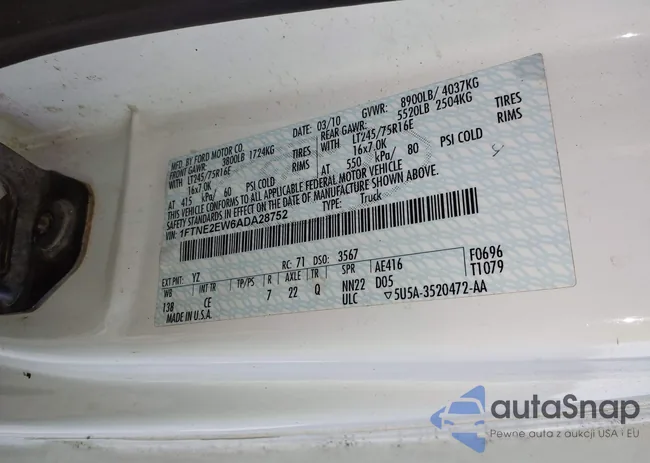 MFD. BY FORD MOTOR CO.
DATE: 03/10 GVWR: 8900LB/ 4037KG
FRONT GAWR: 3800LB 1724KG REAR GAWR: 5520LB 2504KG
WITH LT245/75R16E TIRES WITH LT245/75R16E TIRES
16x7.0K RIMS 16x7.0K RIMS
AT 415 kPa/ 60 PSI COLD AT 550 kPa/ 80 PSI COLD
THIS VEHICLE CONFORMS TO ALL APPLICABLE FEDERAL MOTOR VEHICLE
SAFETY STANDARDS IN EFFECT ON THE DATE OF MANUFACTURE SHOWN ABOVE.
1FTNE2EW6ADA28752 TYPE: Truck
EXT PNT: YZ RC: 71 DSO: 3567 F0696
WB INT TR TP/PS R AXLE TR SPR AE416 T1079
138 CE 7 22 Q NN22 D05
MADE IN U.S.A. ULC ▽5U5A-3520472-AA
autaSnap
Pewne auta z aukcji USA i EU